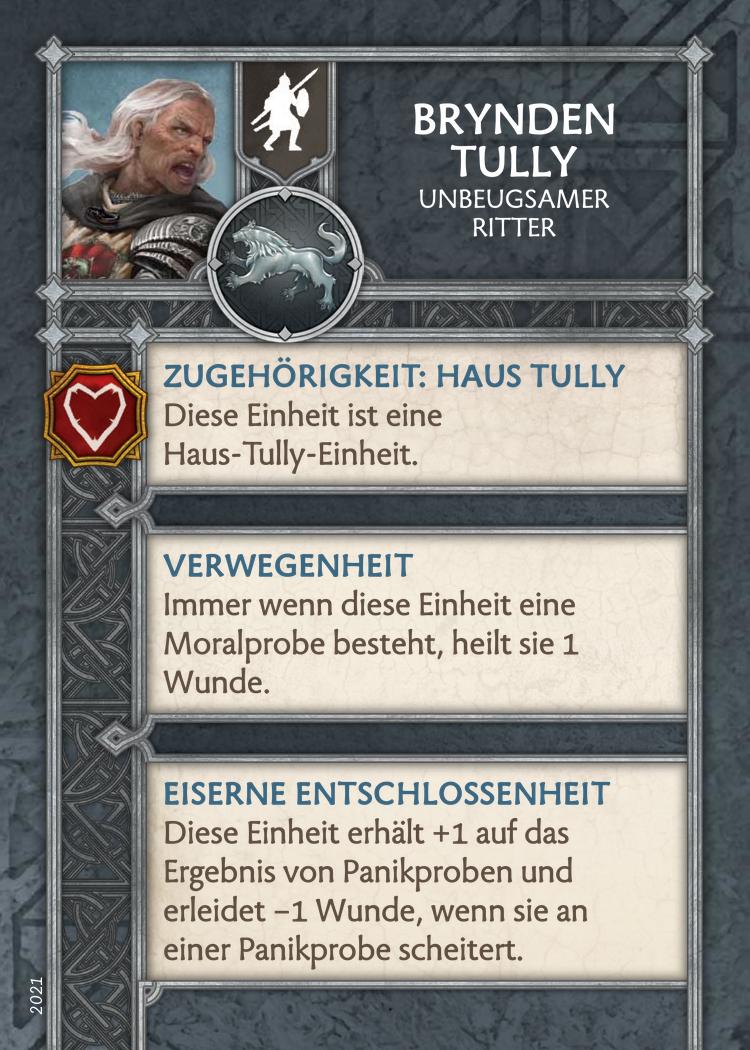 BRYNDEN
TULLY
UNBEUGSAMER
RITTER
ZUGEHÖRIGKEIT: HAUS TULLY
Diese Einheit ist eine
Haus-Tully-Einheit.
VERWEGENHEIT
Immer wenn diese Einheit eine
Moralprobe besteht, heilt sie 1
Wunde.
EISERNE ENTSCHLOSSENHEIT
Diese Einheit erhält +1 auf das
Ergebnis von Panikproben und
erleidet –1 Wunde, wenn sie an
einer Panikprobe scheitert.
2021